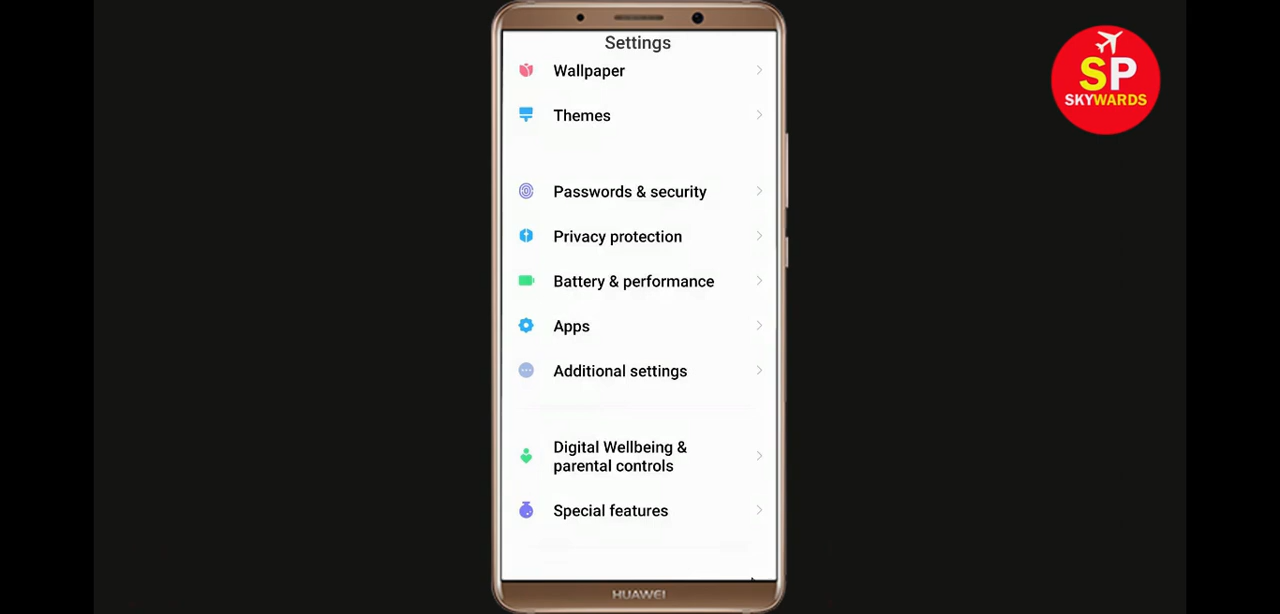 Settings
Wallpaper
Themes
Passwords & security
Privacy protection
Battery & performance
Apps
Additional settings
Digital Wellbeing &
parental controls
Special features
HUAWEI
SP
SKYWARDS